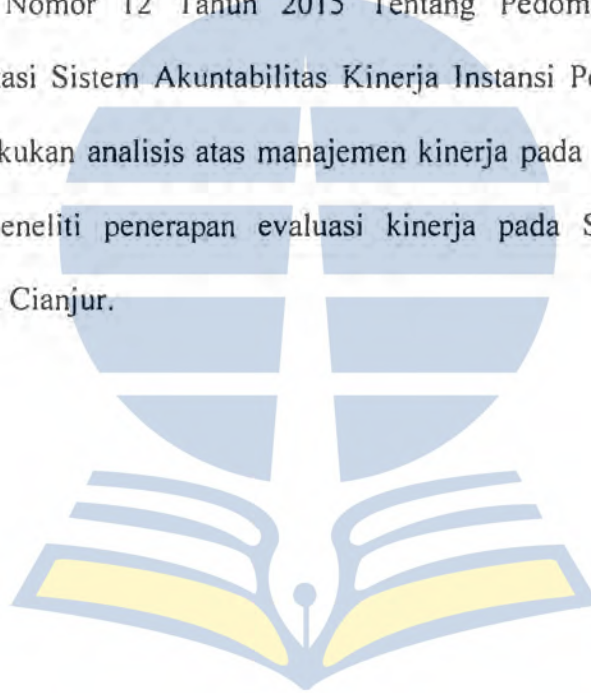 Nomor 12 Tahun 2015 Tentang Pedom
asi Sistem Akuntabilitas Kinerja Instansi Pe
kukan analisis atas manajemen kinerja pada
eneliti penerapan evaluasi kinerja pada S
Cianjur.